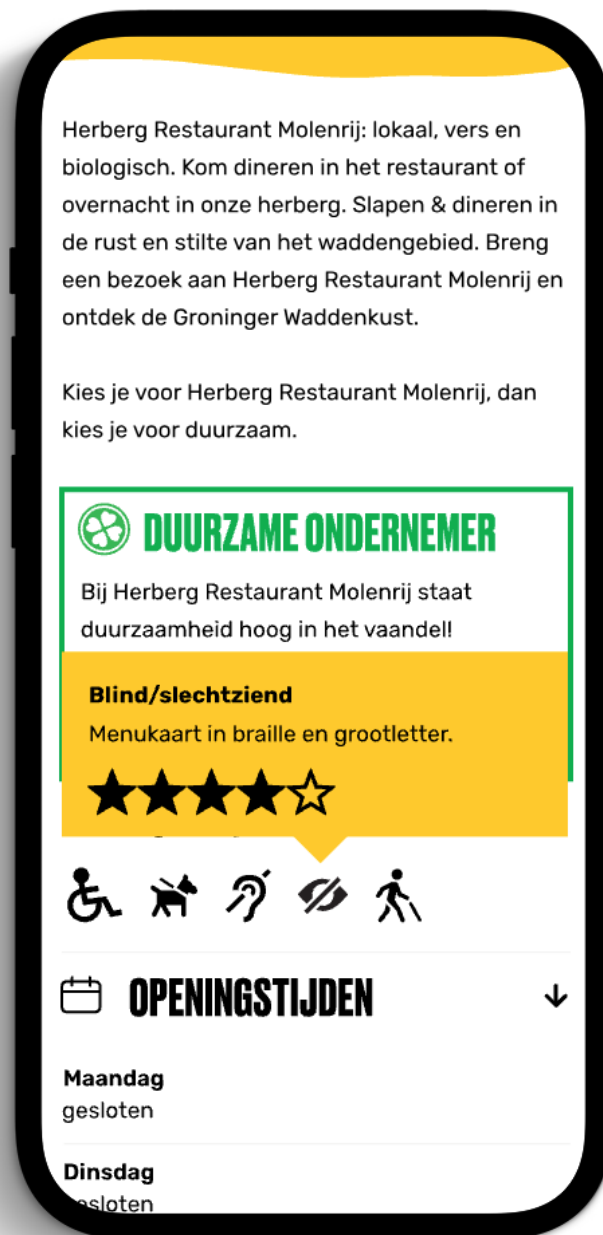 Herberg Restaurant Molenrij: lokaal, vers en
biologisch. Kom dineren in het restaurant of
overnacht in onze herberg. Slapen & dineren in
de rust en stilte van het waddengebied. Breng
een bezoek aan Herberg Restaurant Molenrij en
ontdek de Groninger Waddenkust.
Kies je voor Herberg Restaurant Molenrij, dan
kies je voor duurzaam.
DUURZAME ONDERNEMER
Bij Herberg Restaurant Molenrij staat
duurzaamheid hoog in het vaandel!
Blind/slechtziend
Menukaart in braille en grootletter.
OPENINGSTIJDEN
Maandag
gesloten
Dinsdag
gesloten